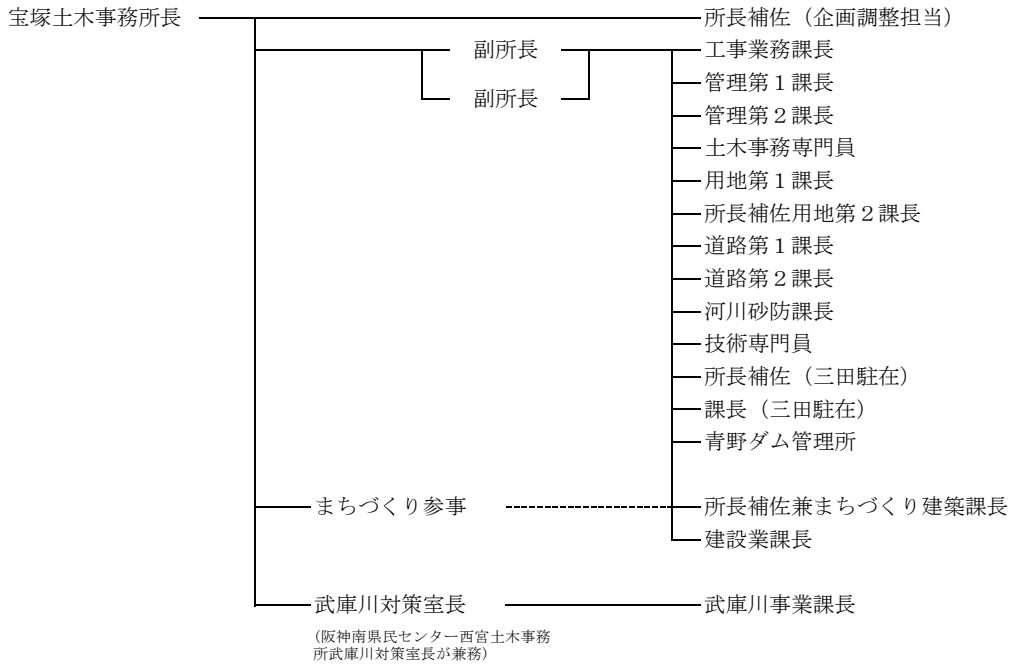 宝塚土木事務所長
所長補佐（企画調整担当）
副所長
工事業務課長
管理第１課長
副所長
管理第２課長
土木事務専門員
用地第１課長
所長補佐用地第２課長
道路第１課長
道路第２課長
河川砂防課長
技術専門員
所長補佐（三田駐在）
課長（三田駐在）
青野ダム管理所
まちづくり参事
所長補佐兼まちづくり建築課長
建設業課長
武庫川対策室長
武庫川事業課長
(阪神南県民センター西宮土木事務
所武庫川対策室長が兼務)